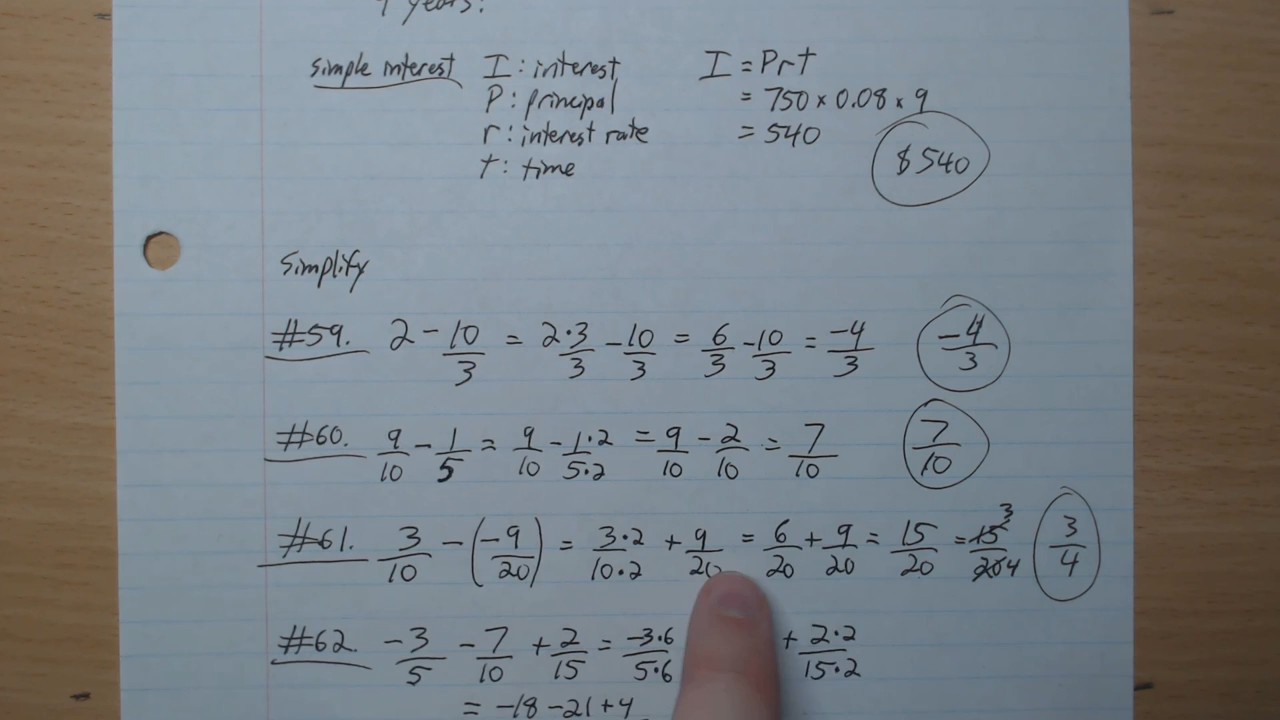 9 years.
simple interest I: interest I = Prt
P: principal = 750 × 0.08 × 9
r: interest rate = 540 $540
t: time
Simplify
#59. 2 - 10/3 = 2·3/3 - 10/3 = 6/3 - 10/3 = -4/3 -4/3
#60. 9/10 - 1/5 = 9/10 - 1·2/5·2 = 9/10 - 2/10 = 7/10 7/10
#61. 3/10 - (-9/20) = 3·2/10·2 + 9/20 = 6/20 + 9/20 = 15/20 = 15/20 3 4 3/4
#62. -3/5 - 7/10 + 2/15 = -3·6/5·6 + 2·2/15·2
= -18 - 21 + 4